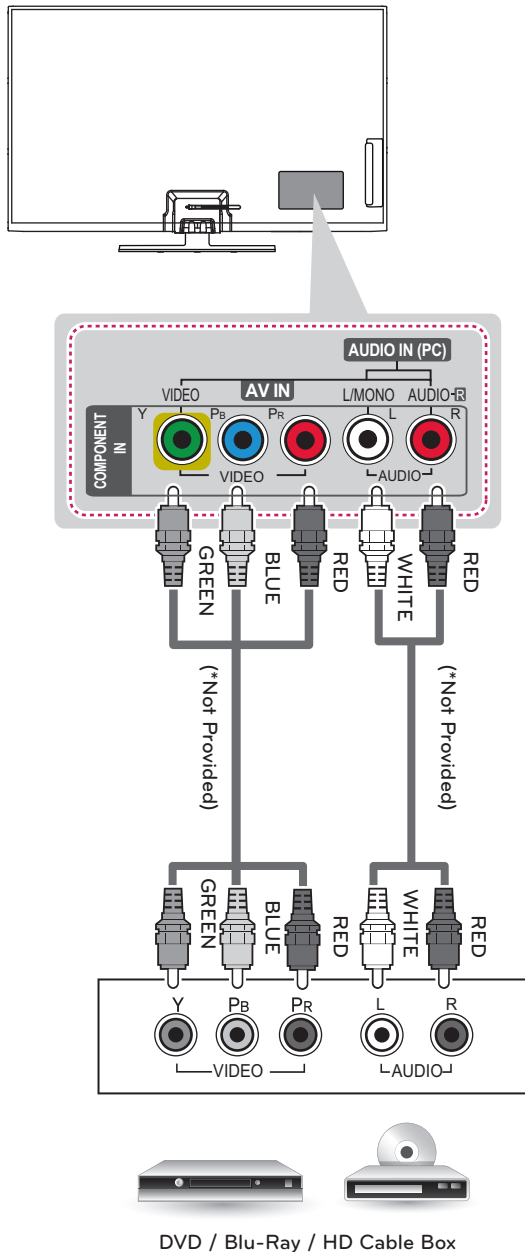 AUDIO IN (PC)
VIDEO AV IN L/MONO AUDIO-R
Y PB PR L R
COMPONENT
IN
VIDEO AUDIO
GREEN BLUE RED WHITE RED
(*Not Provided) (*Not Provided)
GREEN BLUE RED WHITE RED
Y PB PR L R
VIDEO AUDIO
DVD / Blu-Ray / HD Cable Box